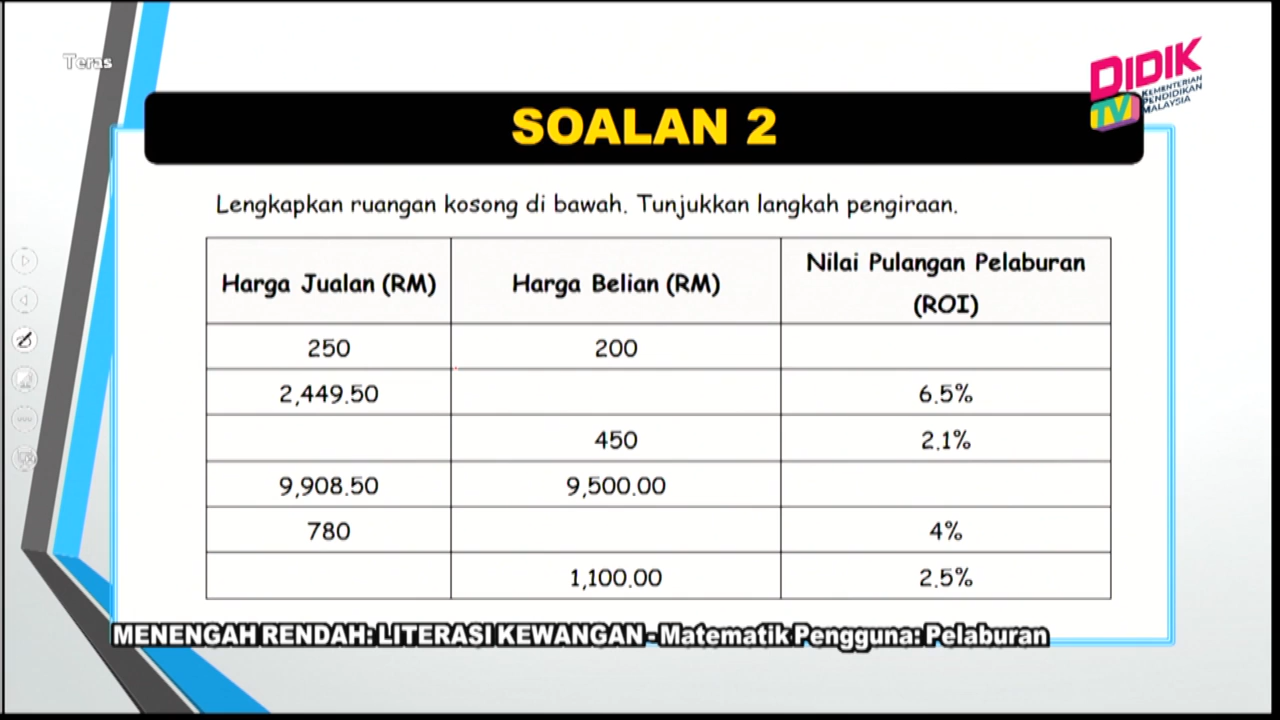 Teras
DIDIK
TV
KEMENTERIAN
PENDIDIKAN
MALAYSIA
SOALAN 2
Lengkapkan ruangan kosong di bawah. Tunjukkan langkah pengiraan.
Harga Jualan (RM) Harga Belian (RM) Nilai Pulangan Pelaburan
(ROI)
250 200
2,449.50 6.5%
450 2.1%
9,908.50 9,500.00
780 4%
1,100.00 2.5%
MENENGAH RENDAH: LITERASI KEWANGAN - Matematik Pengguna: Pelaburan